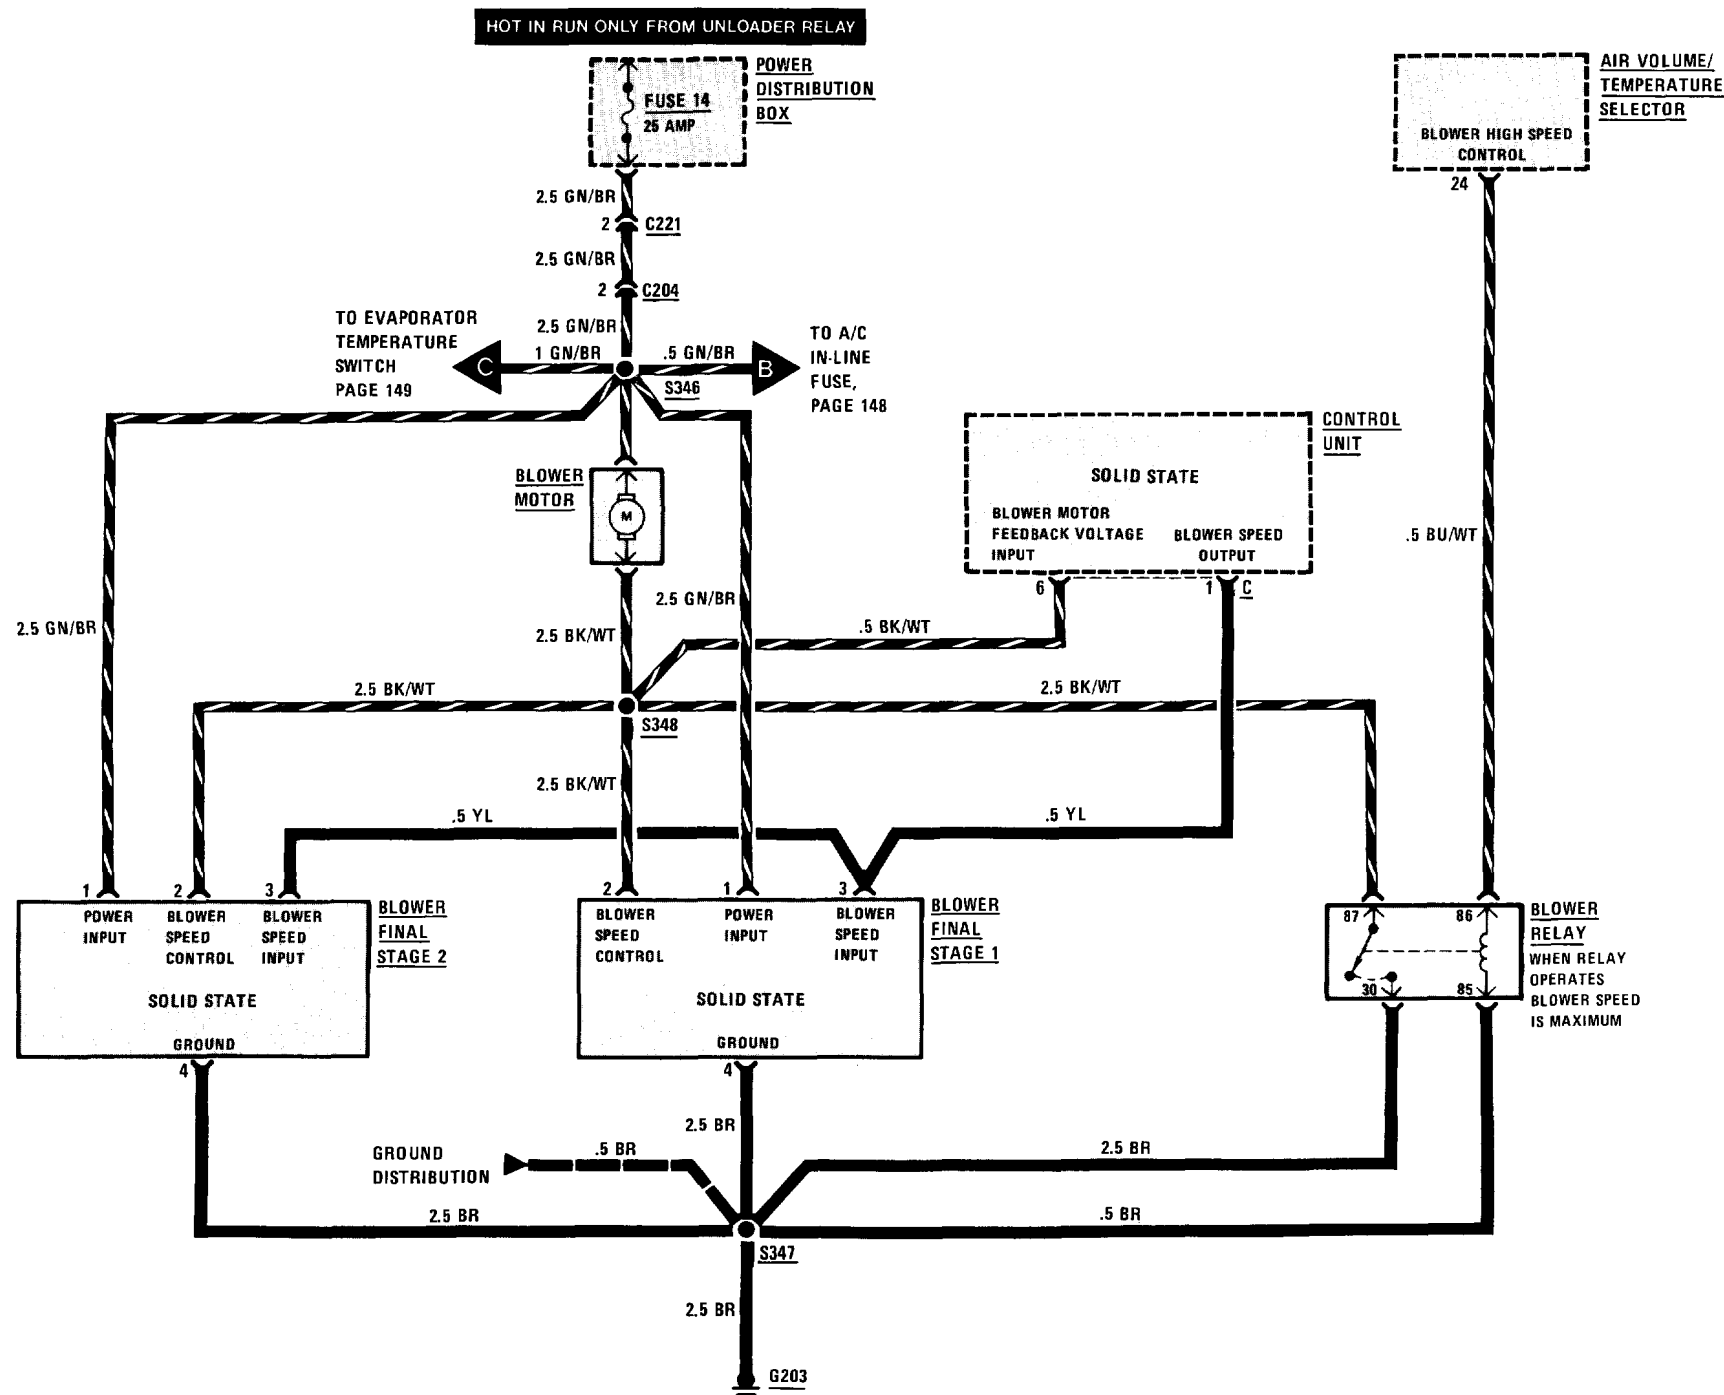 HOT IN RUN ONLY FROM UNLOADER RELAY
POWER
DISTRIBUTION
BOX
FUSE 14
25 AMP
AIR VOLUME/
TEMPERATURE
SELECTOR
BLOWER HIGH SPEED
CONTROL
24
2.5 GN/BR
2
C221
2.5 GN/BR
2
C204
2.5 GN/BR
TO EVAPORATOR
TEMPERATURE
SWITCH
PAGE 149
C
1 GN/BR
.5 GN/BR
B
S346
TO A/C
IN-LINE
FUSE,
PAGE 148
CONTROL
UNIT
SOLID STATE
BLOWER MOTOR
FEEDBACK VOLTAGE
INPUT
BLOWER SPEED
OUTPUT
6
1
C
BLOWER
MOTOR
M
.5 BU/WT
2.5 GN/BR
2.5 GN/BR
2.5 BK/WT
.5 BK/WT
2.5 BK/WT
2.5 BK/WT
S348
2.5 BK/WT
.5 YL
.5 YL
1
2
3
POWER
INPUT
BLOWER
SPEED
CONTROL
BLOWER
SPEED
INPUT
SOLID STATE
GROUND
4
BLOWER
FINAL
STAGE 2
2
1
3
BLOWER
SPEED
CONTROL
POWER
INPUT
BLOWER
SPEED
INPUT
SOLID STATE
GROUND
4
BLOWER
FINAL
STAGE 1
87
86
30
85
BLOWER
RELAY
WHEN RELAY
OPERATES
BLOWER SPEED
IS MAXIMUM
2.5 BR
GROUND
DISTRIBUTION
.5 BR
2.5 BR
2.5 BR
.5 BR
S347
2.5 BR
G203